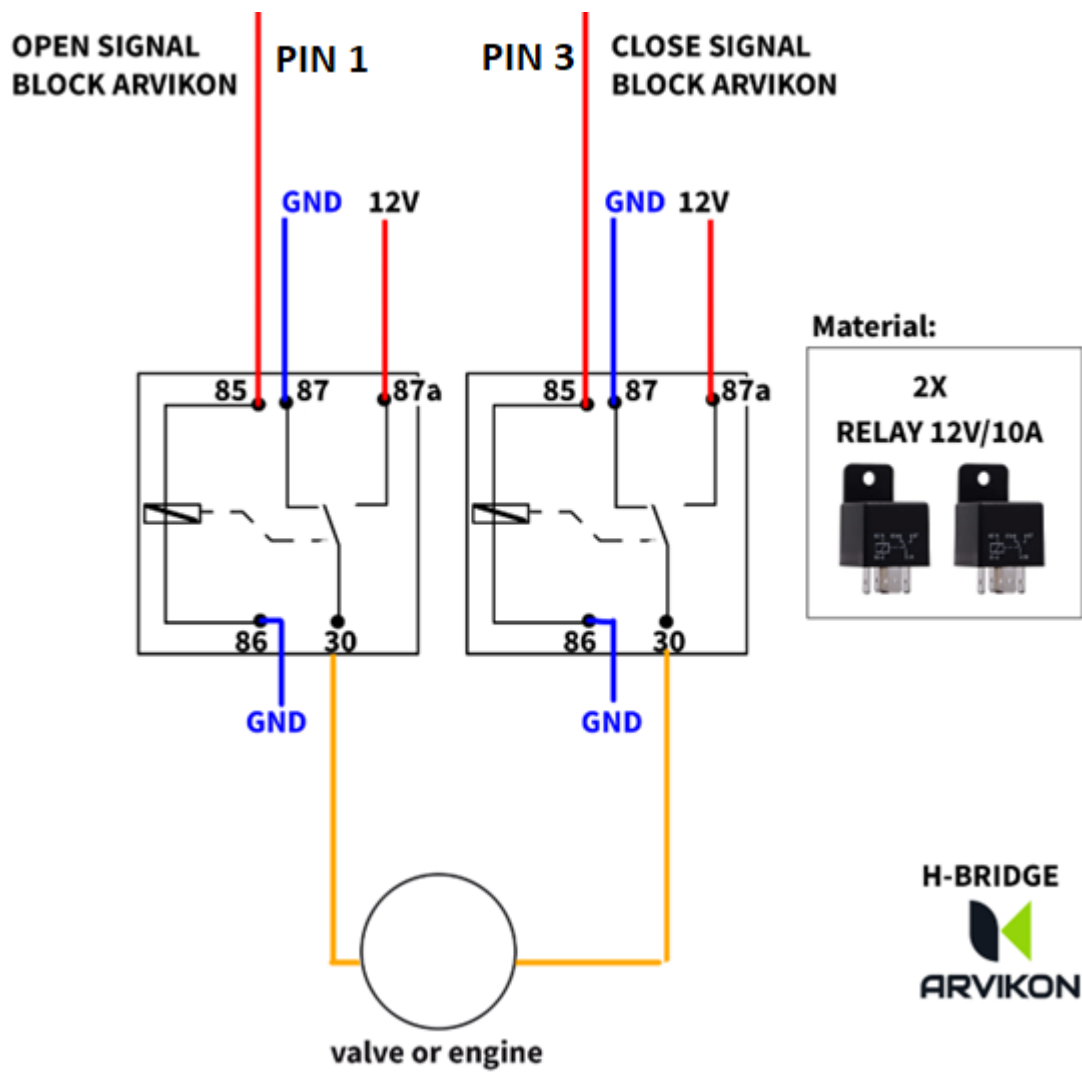 OPEN SIGNAL
BLOCK ARVIKON
PIN 1
PIN 3
CLOSE SIGNAL
BLOCK ARVIKON
GND
12V
GND
12V
85
87
87a
85
87
87a
86
30
86
30
GND
GND
Material:
2X
RELAY 12V/10A
valve or engine
H-BRIDGE
ARVIKON